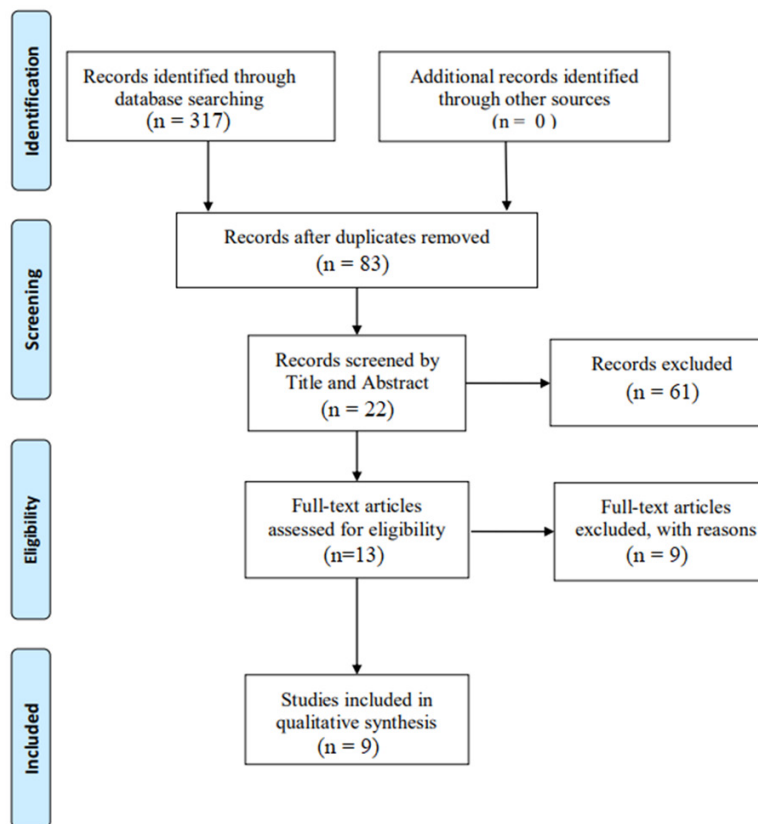 Identification
Records identified through
database searching
(n = 317)
Additional records identified
through other sources
(n = 0 )
Screening
Records after duplicates removed
(n = 83)
Records screened by
Title and Abstract
(n = 22)
Records excluded
(n = 61)
Eligibility
Full-text articles
assessed for eligibility
(n=13)
Full-text articles
excluded, with reasons
(n = 9)
Included
Studies included in
qualitative synthesis
(n = 9)